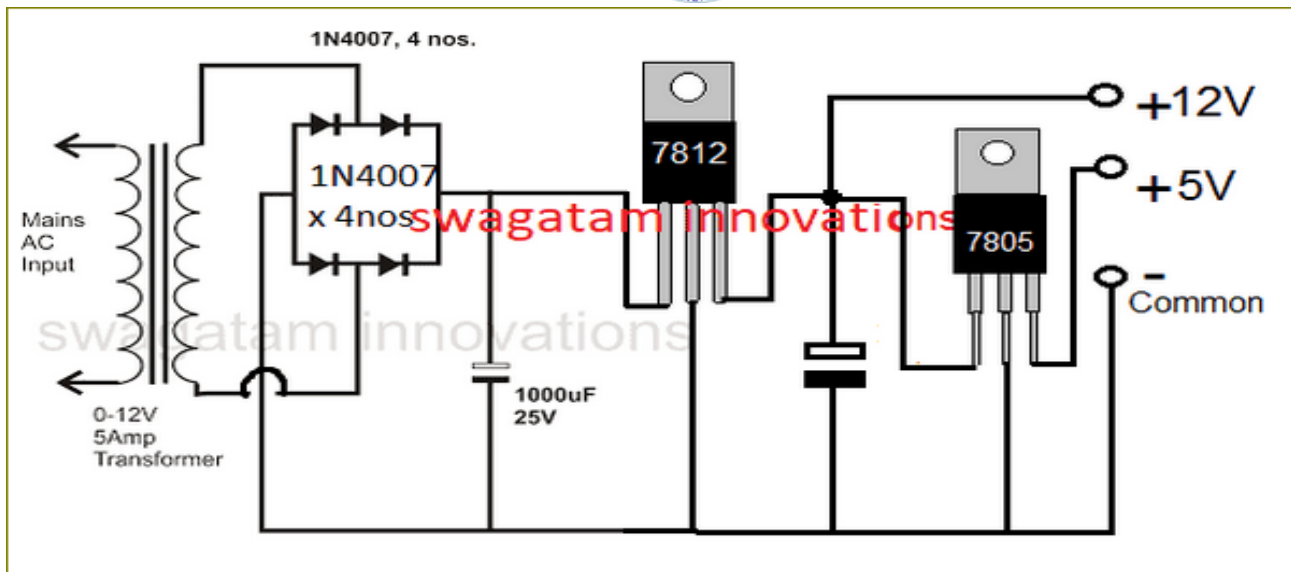 1N4007, 4 nos.
7812
+12V
1N4007
x 4nos
+5V
swagatam innovations
7805
Mains
AC
Input
-
Common
swagatam innovations
1000uF
25V
0-12V
5Amp
Transformer